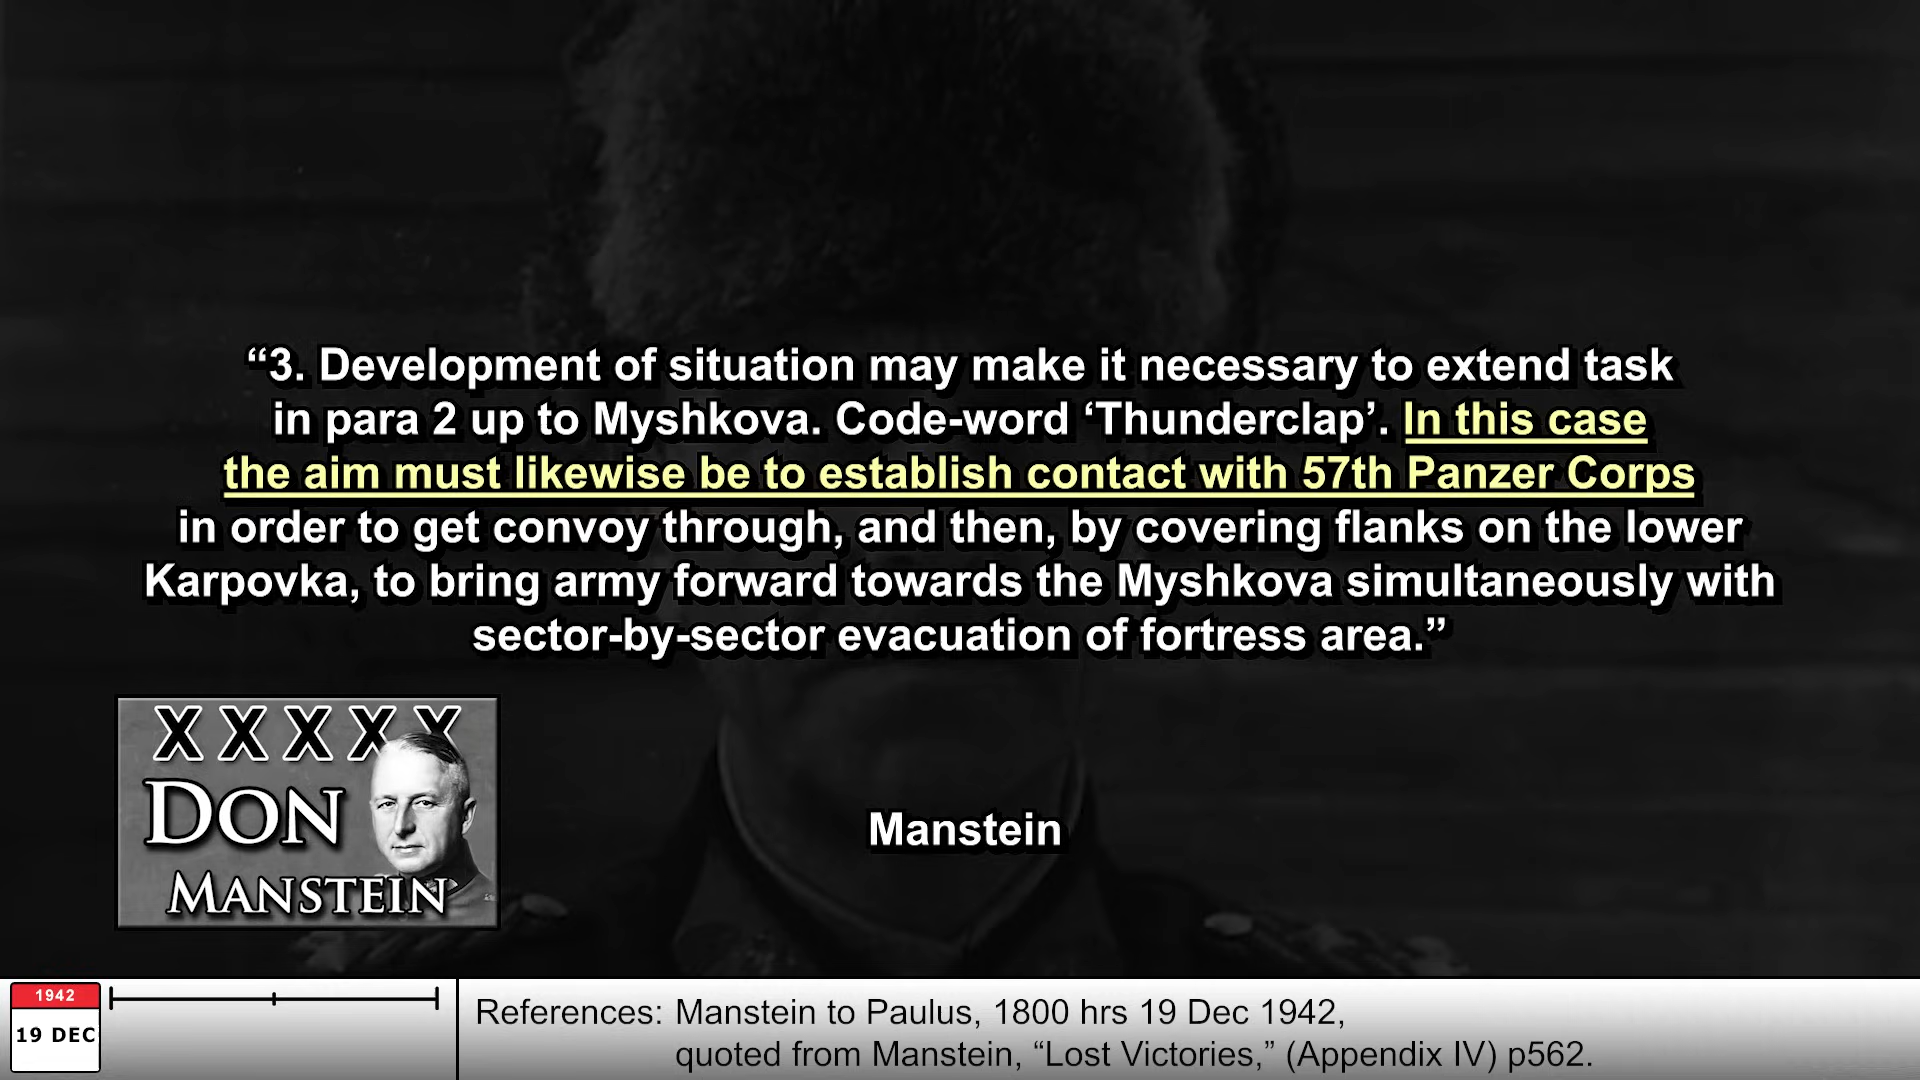 “3. Development of situation may make it necessary to extend task
in para 2 up to Myshkova. Code-word ‘Thunderclap’. In this case
the aim must likewise be to establish contact with 57th Panzer Corps
in order to get convoy through, and then, by covering flanks on the lower
Karpovka, to bring army forward towards the Myshkova simultaneously with
sector-by-sector evacuation of fortress area.”
XXXXX
DON
MANSTEIN
Manstein
1942
19 DEC
References: Manstein to Paulus, 1800 hrs 19 Dec 1942,
quoted from Manstein, “Lost Victories,” (Appendix IV) p562.